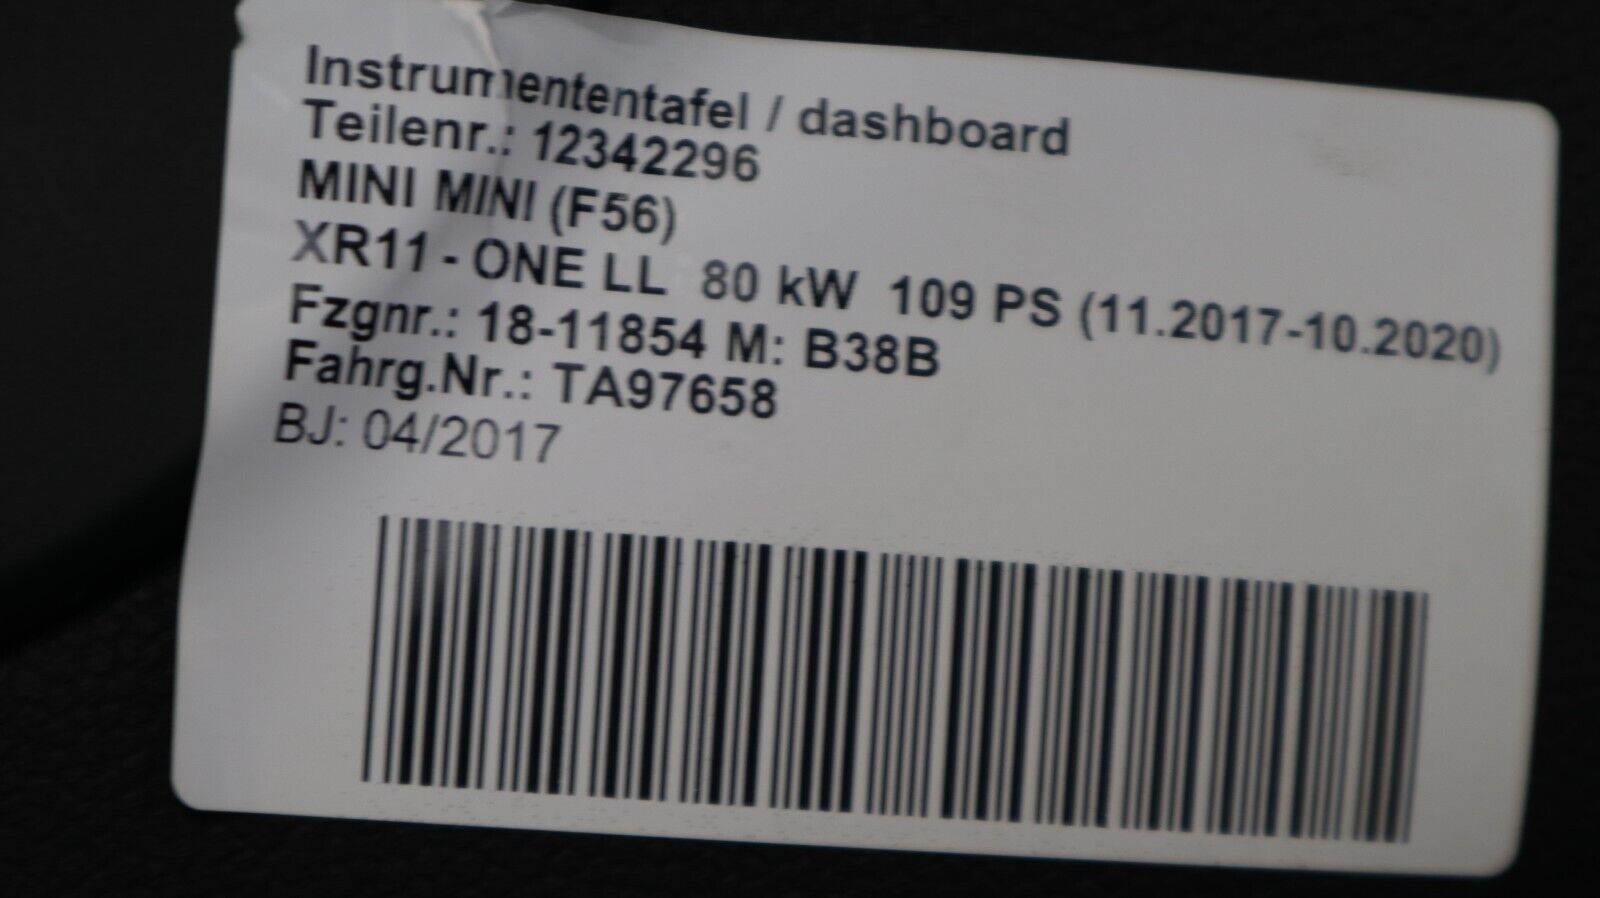 Instrumententafel / dashboard
Teilenr.: 12342296
MINI MINI (F56)
XR11 - ONE LL 80 kW 109 PS (11.2017-10.2020)
Fzgnr.: 18-11854 M: B38B
Fahrg.Nr.: TA97658
BJ: 04/2017